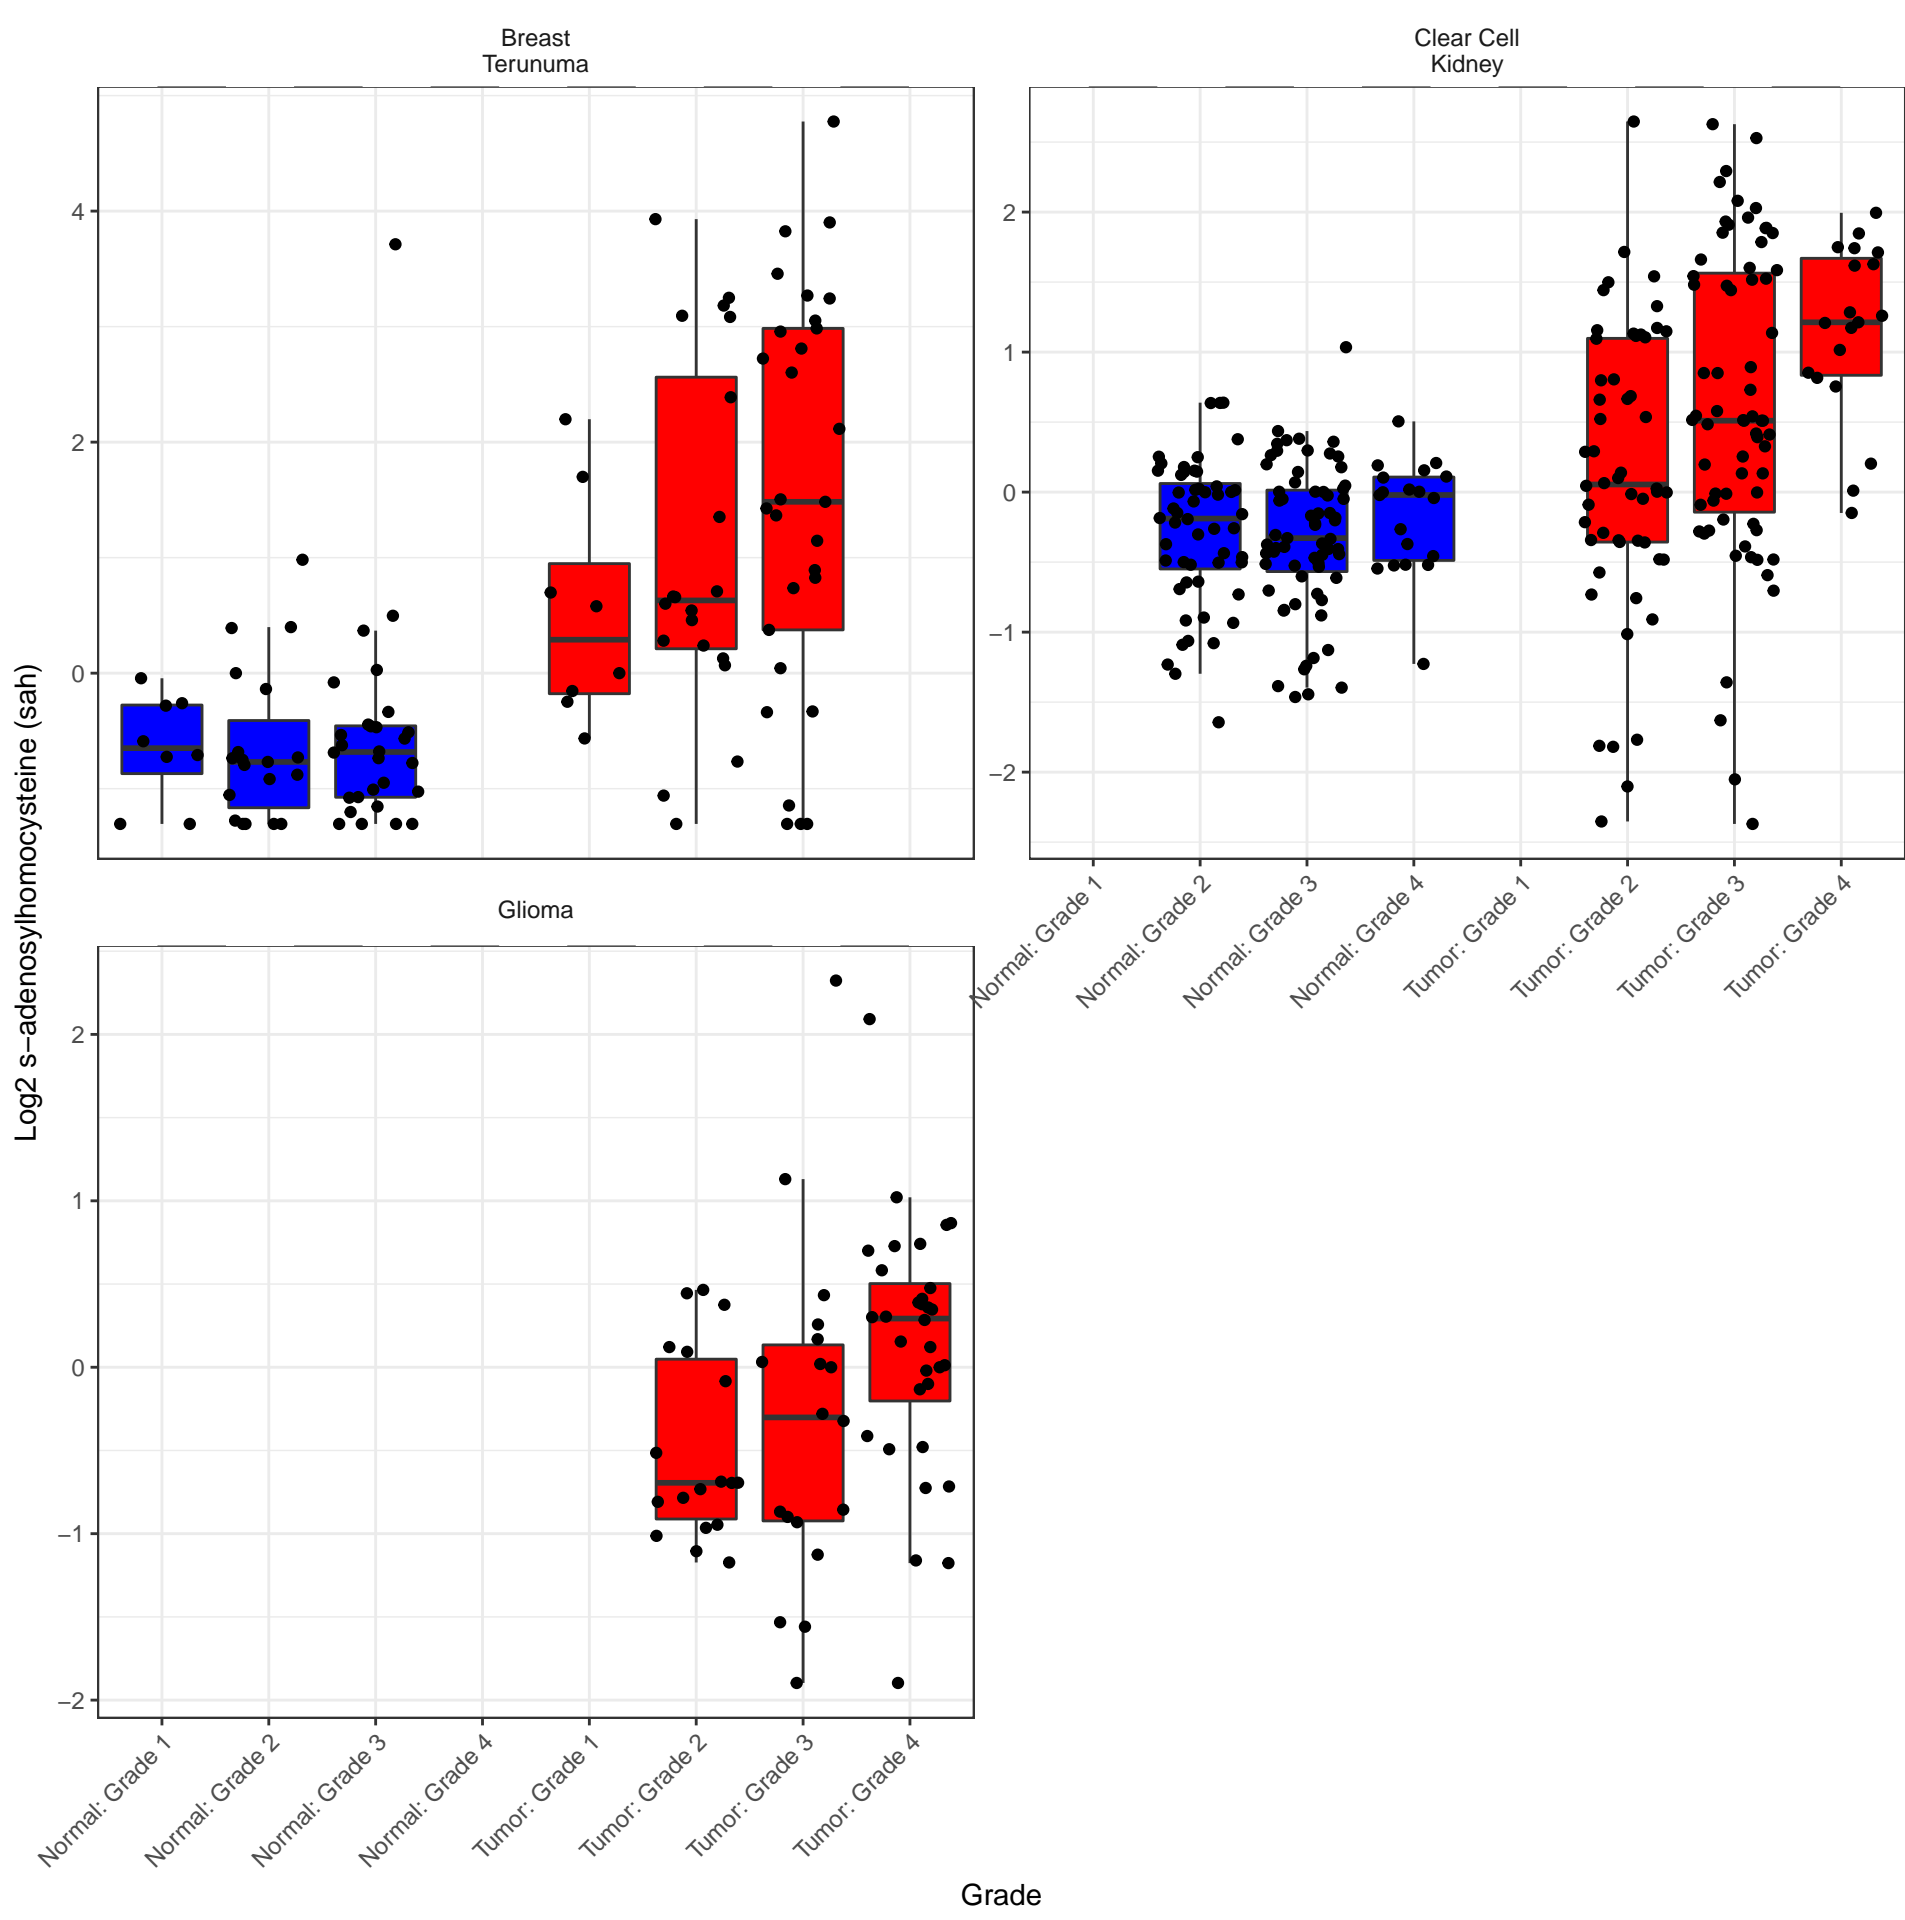 Breast
Terunuma
Clear Cell
Kidney
4
2
0
2
1
0
−1
−2
Normal: Grade 1
Normal: Grade 2
Normal: Grade 3
Normal: Grade 4
Tumor: Grade 1
Tumor: Grade 2
Tumor: Grade 3
Tumor: Grade 4
Glioma
2
1
0
−1
−2
Normal: Grade 1
Normal: Grade 2
Normal: Grade 3
Normal: Grade 4
Tumor: Grade 1
Tumor: Grade 2
Tumor: Grade 3
Tumor: Grade 4
Log2 s−adenosylhomocysteine (sah)
Grade